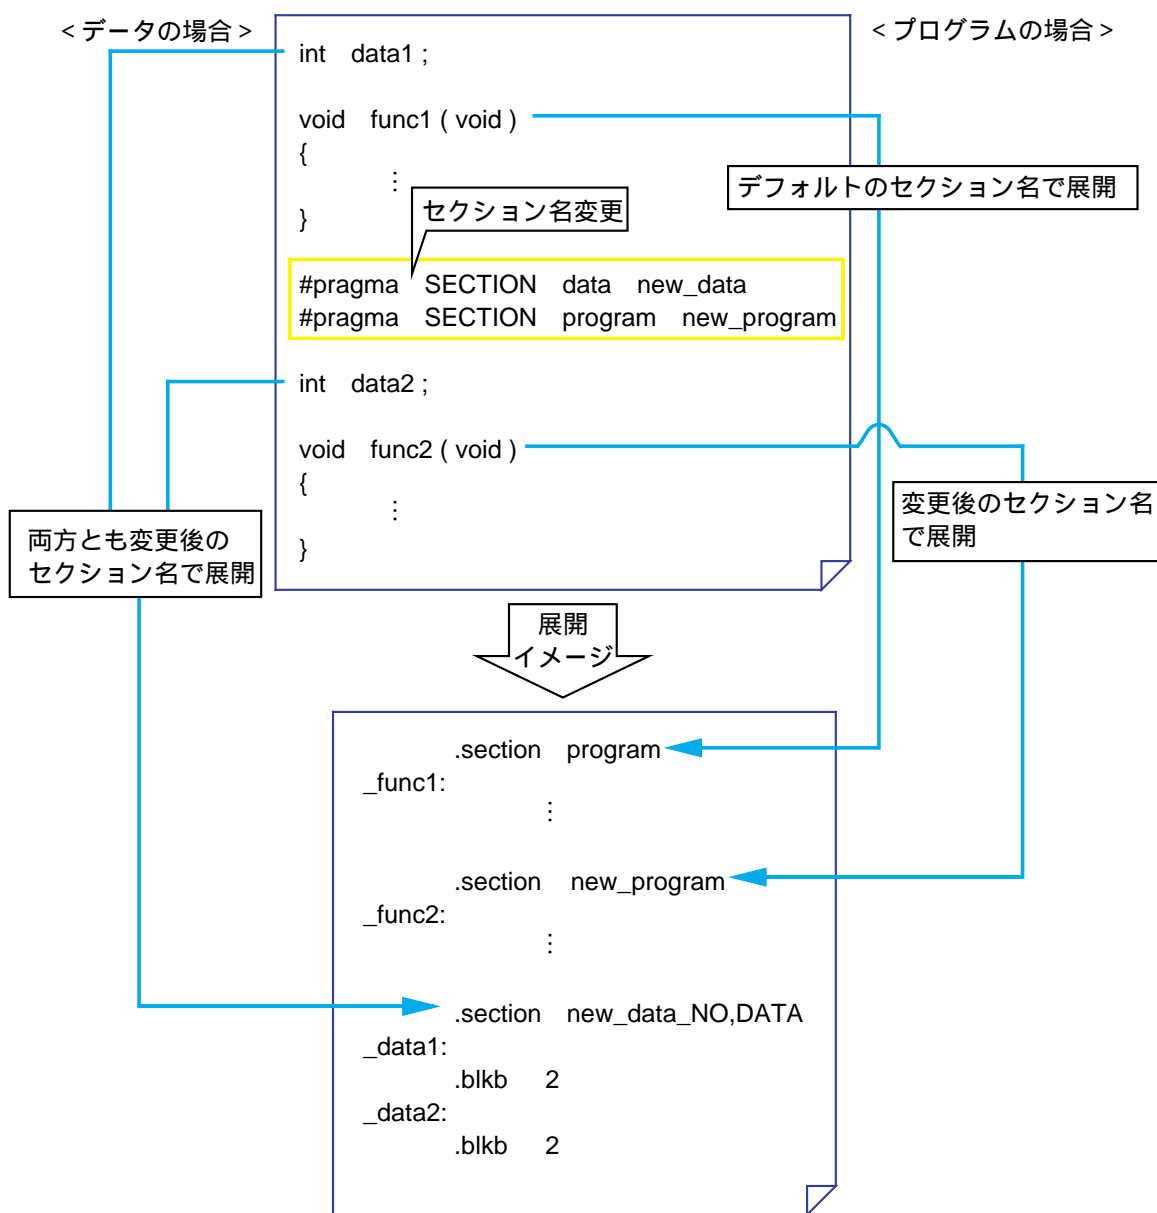 <データの場合>
<プログラムの場合>
int data1 ;
void func1 ( void )
{
⋮
}
デフォルトのセクション名で展開
セクション名変更
#pragma SECTION data new_data
#pragma SECTION program new_program
int data2 ;
void func2 ( void )
{
⋮
}
変更後のセクション名
で展開
両方とも変更後の
セクション名で展開
展開
イメージ
.section program
_func1:
⋮
.section new_program
_func2:
⋮
.section new_data_NO,DATA
_data1:
.blkb 2
_data2:
.blkb 2